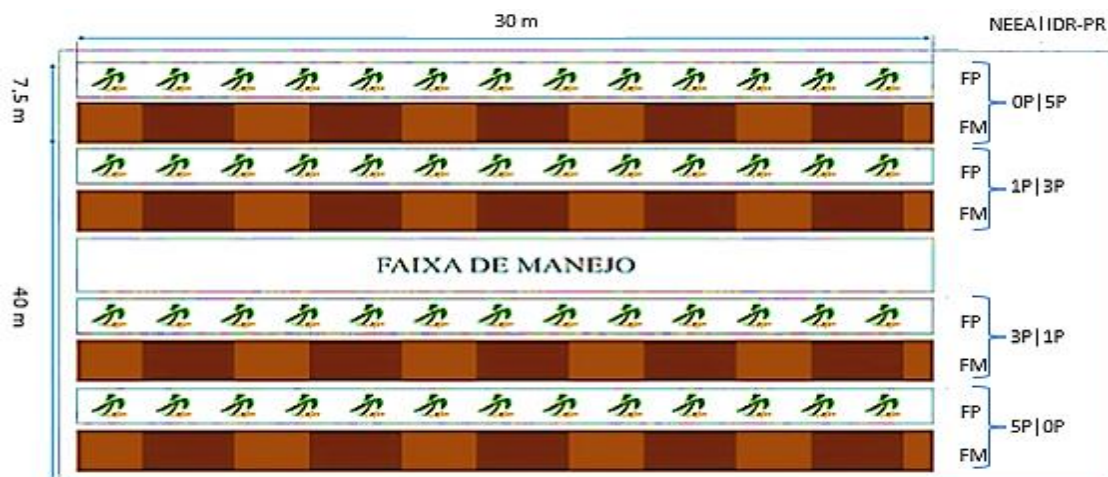 30 m
NEEA|IDR-PR
7,5 m
FP
0P|5P
FM
FP
1P|3P
FM
FAIXA DE MANEJO
40 m
FP
3P|1P
FM
FP
5P|0P
FM